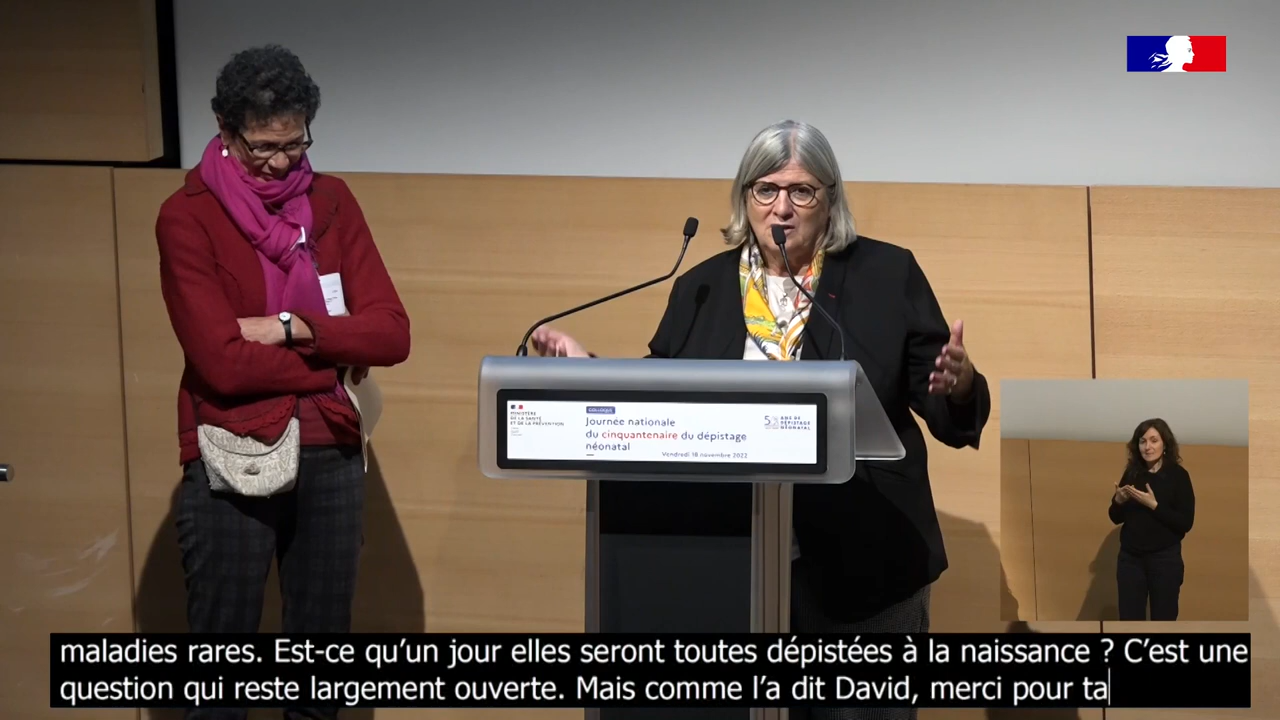 MINISTÈRE
DE LA SANTÉ
ET DE LA PRÉVENTION
COLLOQUE
Journée nationale
du cinquantenaire du dépistage
néonatal
Vendredi 18 novembre 2022
ANS DE
DÉPISTAGE
NÉONATAL
maladies rares. Est-ce qu’un jour elles seront toutes dépistées à la naissance ? C’est une
question qui reste largement ouverte. Mais comme l’a dit David, merci pour ta